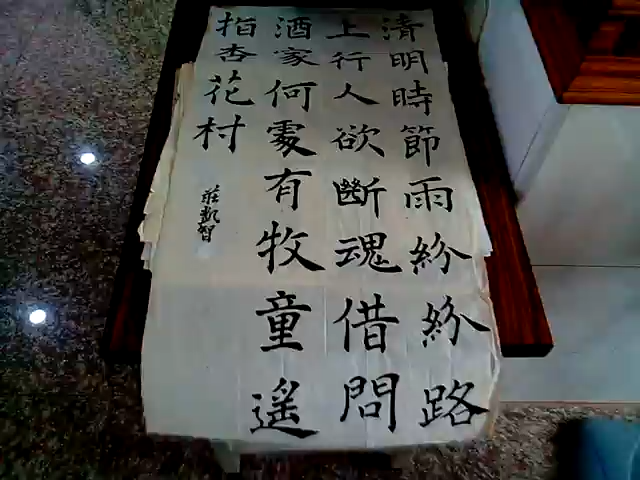 清明時節雨紛紛路
上行人欲斷魂借問
酒家何處有牧童遙
指杏花村
莊凱智